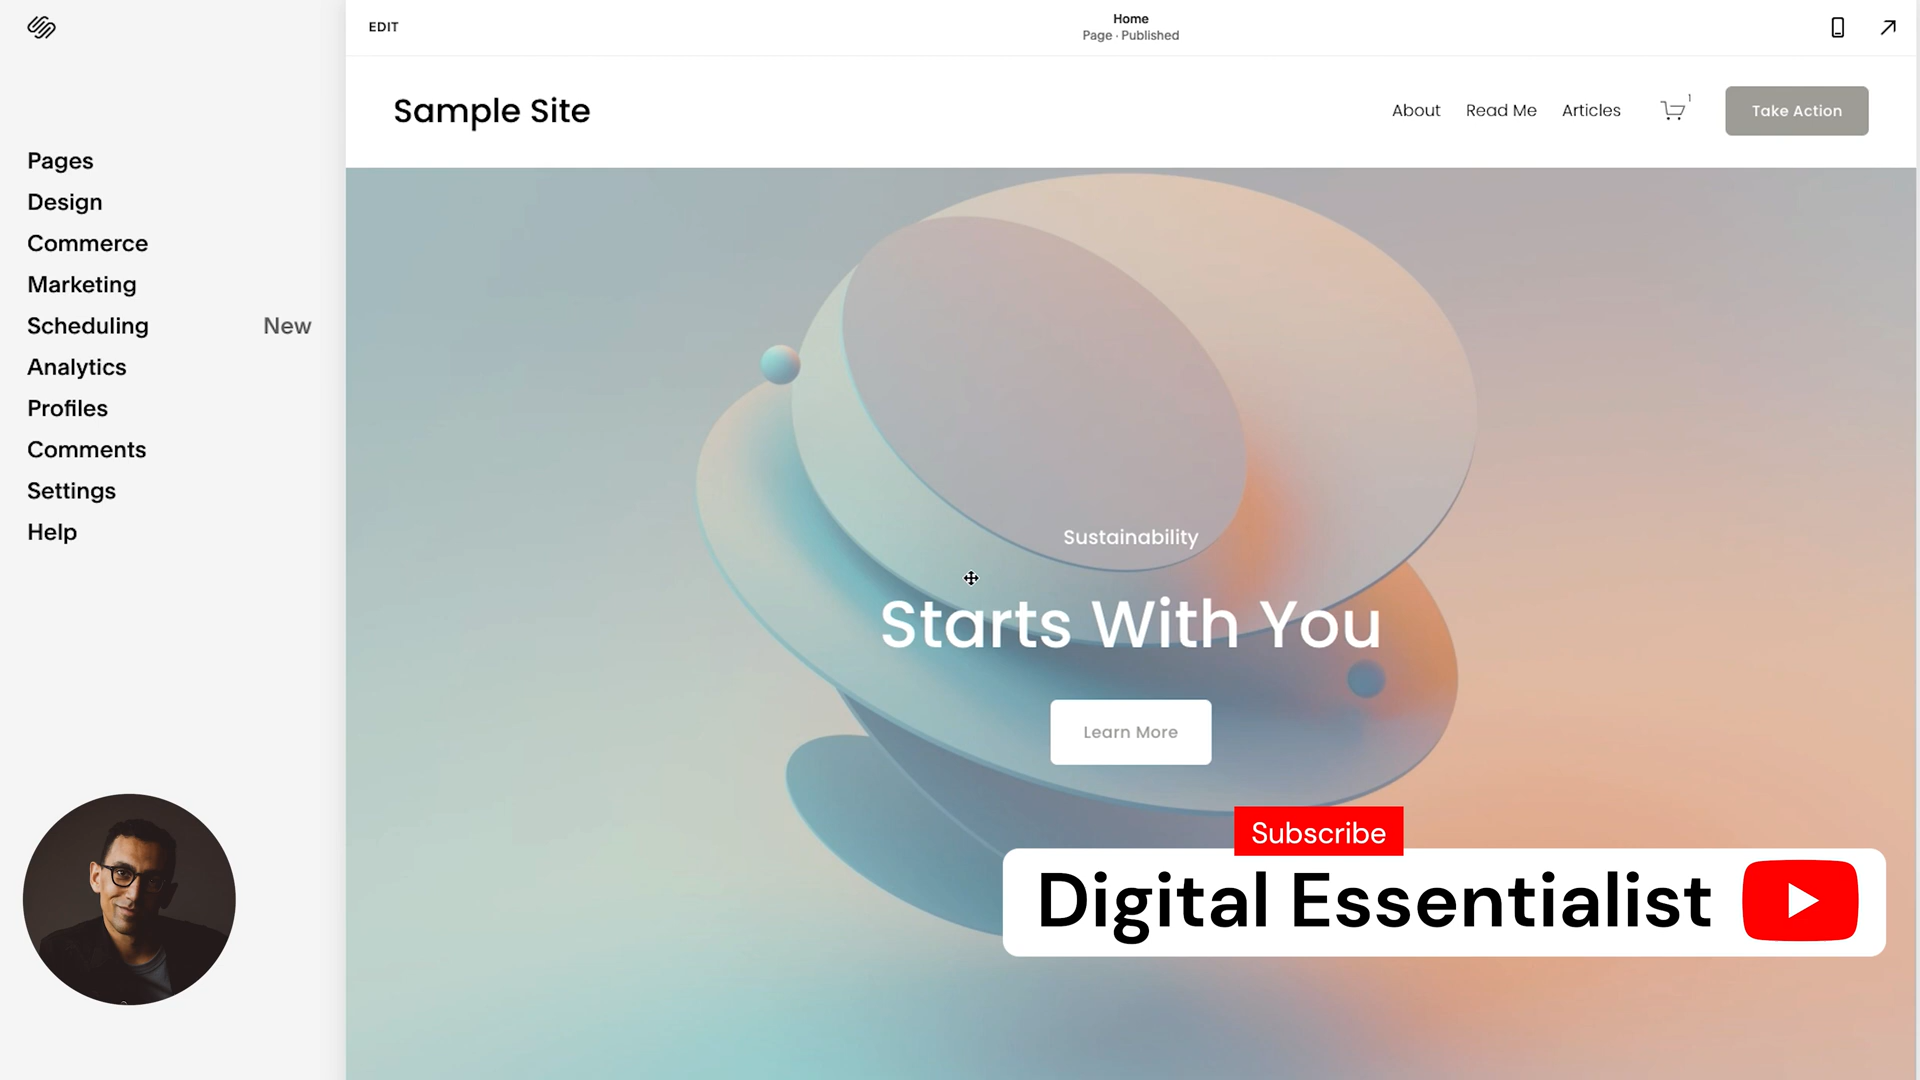 EDIT
Home
Page · Published
Sample Site
About
Read Me
Articles
1
Take Action
Pages
Design
Commerce
Marketing
Scheduling New
Analytics
Profiles
Comments
Settings
Help
Sustainability
Starts With You
Learn More
Subscribe
Digital Essentialist